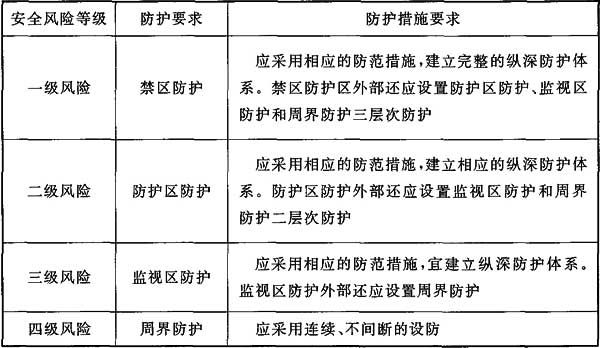 安全风险等级 防护要求 防护措施要求
一级风险 禁区防护 应采用相应的防范措施,建立完整的纵深防护体
系。禁区防护区外部还应设置防护区防护、监视区
防护和周界防护三层次防护
二级风险 防护区防护 应采用相应的防范措施,建立相应的纵深防护体
系。防护区防护外部还应设置监视区防护和周界
防护二层次防护
三级风险 监视区防护 应采用相应的防范措施,宜建立纵深防护体系。
监视区防护外部还应设置周界防护
四级风险 周界防护 应采用连续、不间断的设防